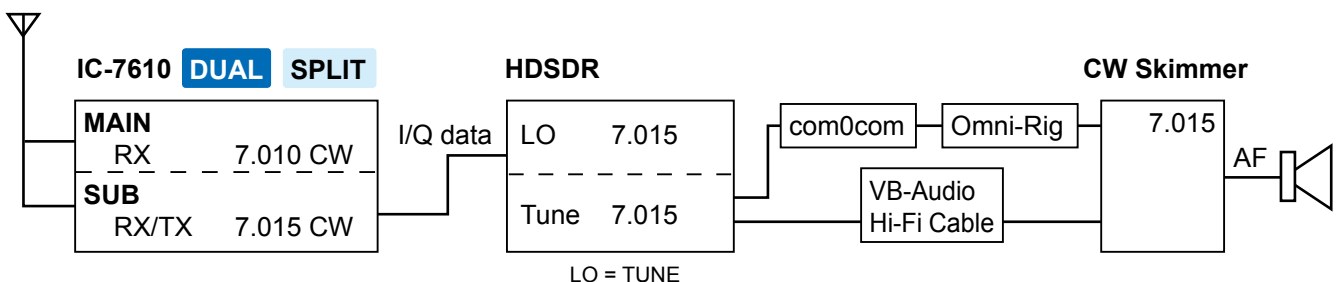 IC-7610 DUAL SPLIT
MAIN
RX 7.010 CW
SUB
RX/TX 7.015 CW
I/Q data
HDSDR
LO 7.015
Tune 7.015
LO = TUNE
com0com
Omni-Rig
VB-Audio
Hi-Fi Cable
CW Skimmer
7.015
AF